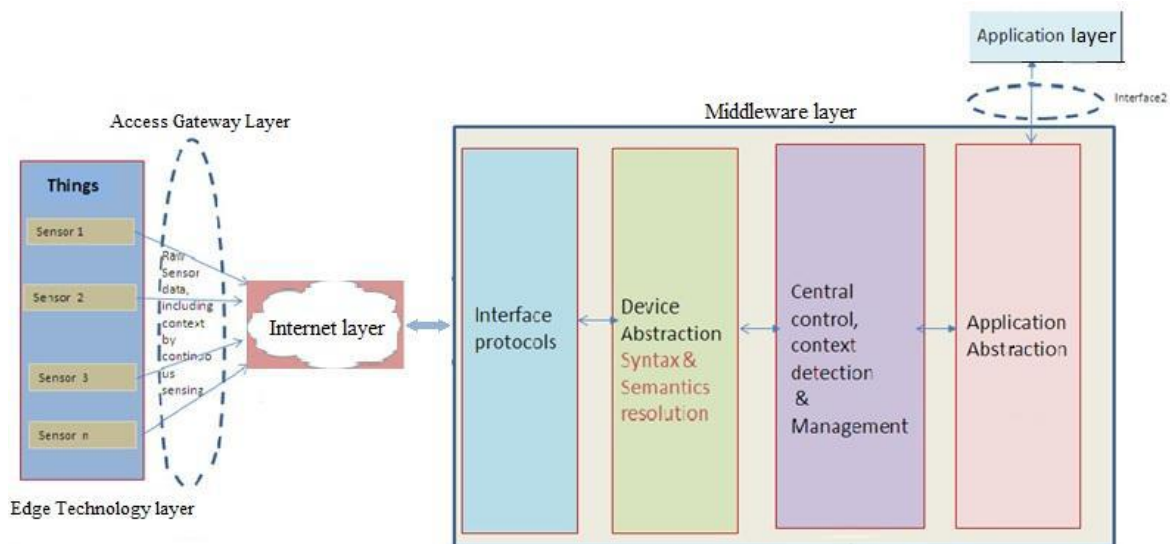 Application layer
Interface2
Middleware layer
Access Gateway Layer
Things
Sensor 1
Sensor 2
Sensor 3
Sensor n
Raw
Sensor
data,
including
context
by
continuo
us
sensing
Internet layer
Interface
protocols
Device
Abstraction
Syntax &
Semantics
resolution
Central
control,
context
detection
&
Management
Application
Abstraction
Edge Technology layer